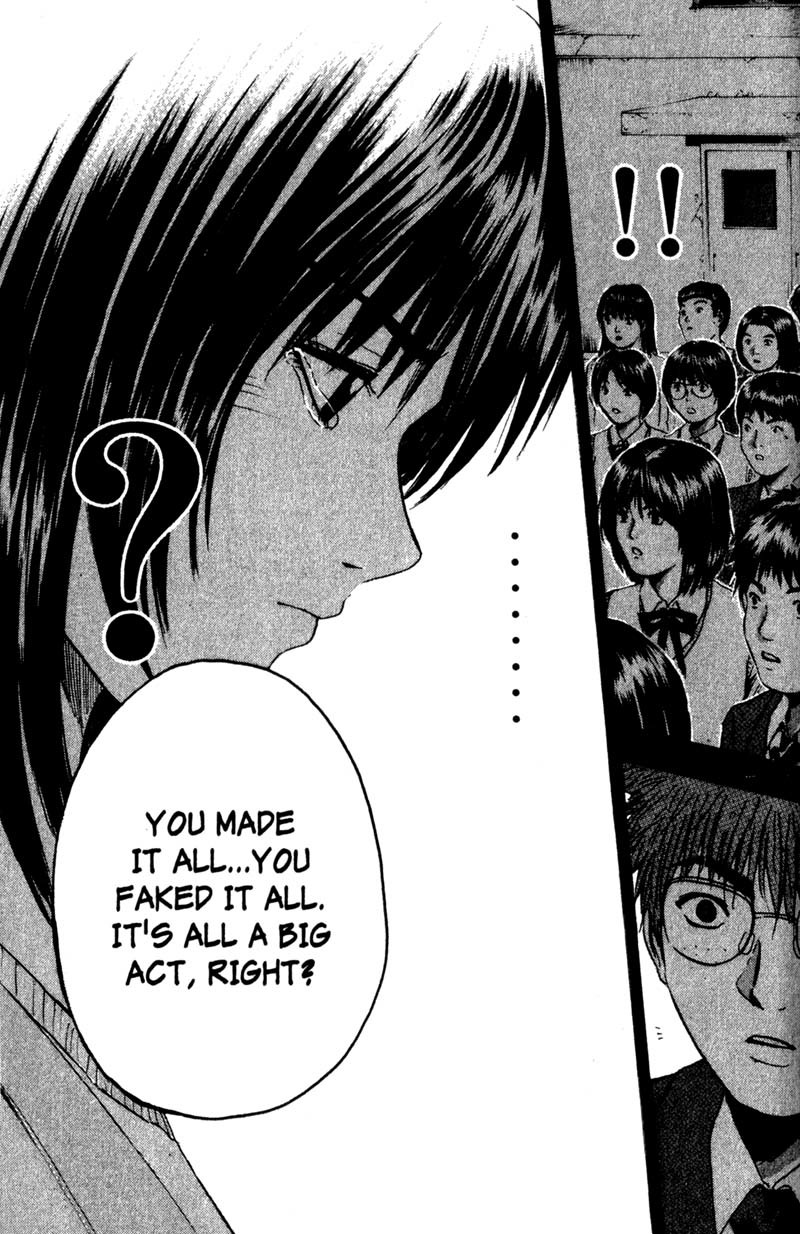 !!
?
.........
YOU MADE
IT ALL...YOU
FAKED IT ALL.
IT'S ALL A BIG
ACT, RIGHT?